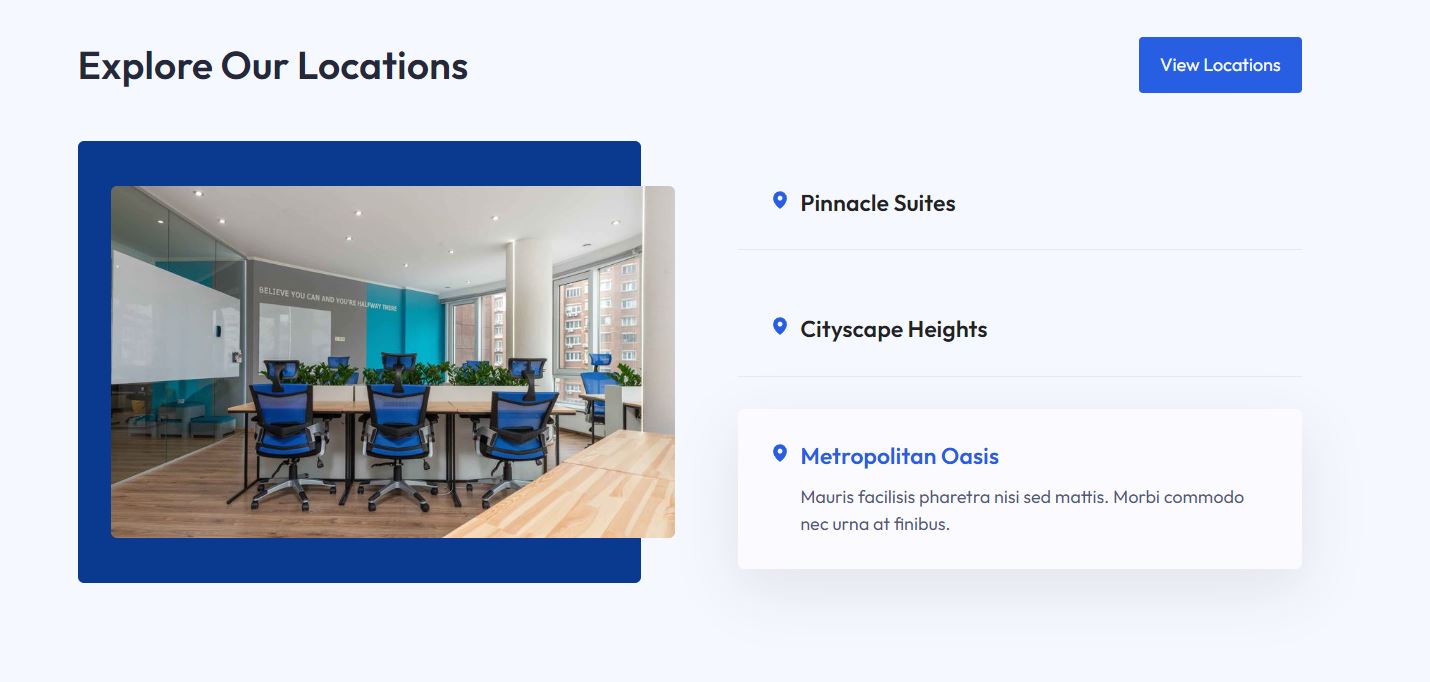 Explore Our Locations
View Locations
BELIEVE YOU CAN AND YOU'RE HALFWAY THERE
Pinnacle Suites
Cityscape Heights
Metropolitan Oasis
Mauris facilisis pharetra nisi sed mattis. Morbi commodo
nec urna at finibus.